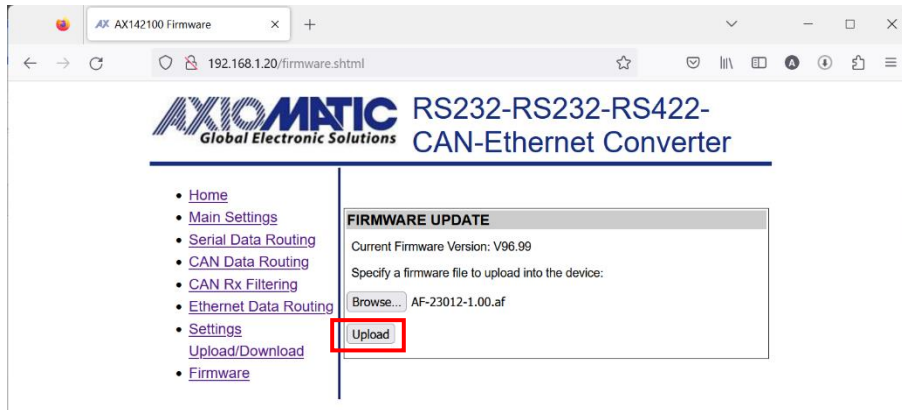 AX AX142100 Firmware
192.168.1.20/firmware.shtml
AXIOMATIC
Global Electronic Solutions
RS232-RS232-RS422-
CAN-Ethernet Converter
Home
Main Settings
Serial Data Routing
CAN Data Routing
CAN Rx Filtering
Ethernet Data Routing
Settings
Upload/Download
Firmware
FIRMWARE UPDATE
Current Firmware Version: V96.99
Specify a firmware file to upload into the device:
Browse... AF-23012-1.00.af
Upload